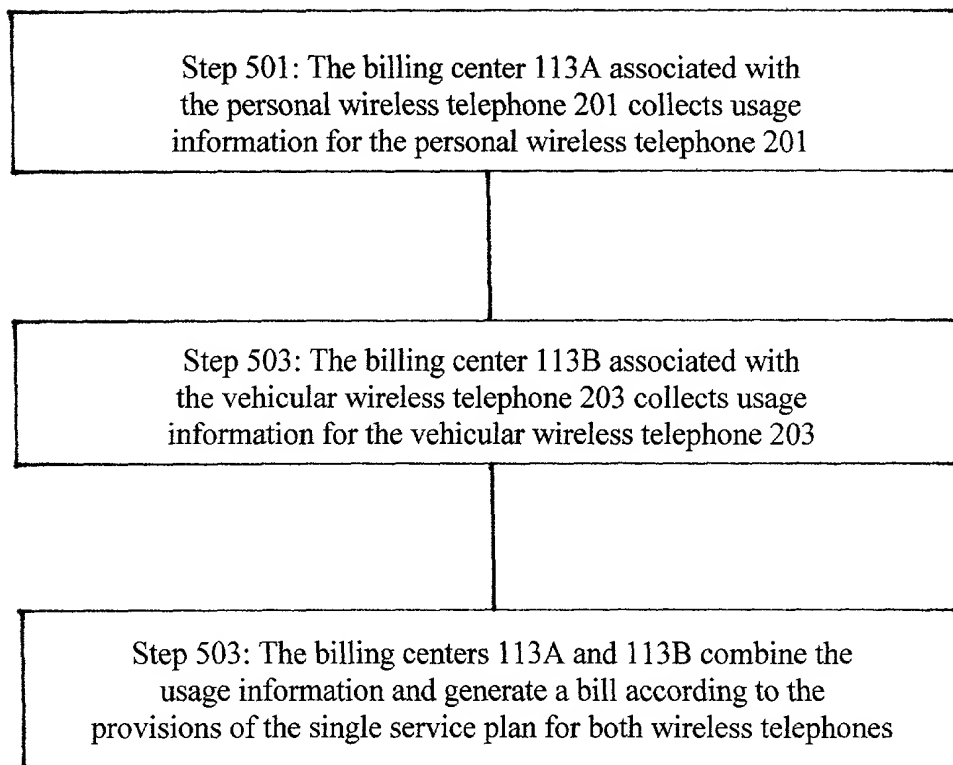 Step 501: The billing center 113A associated with
the personal wireless telephone 201 collects usage
information for the personal wireless telephone 201
Step 503: The billing center 113B associated with
the vehicular wireless telephone 203 collects usage
information for the vehicular wireless telephone 203
Step 503: The billing centers 113A and 113B combine the
usage information and generate a bill according to the
provisions of the single service plan for both wireless telephones